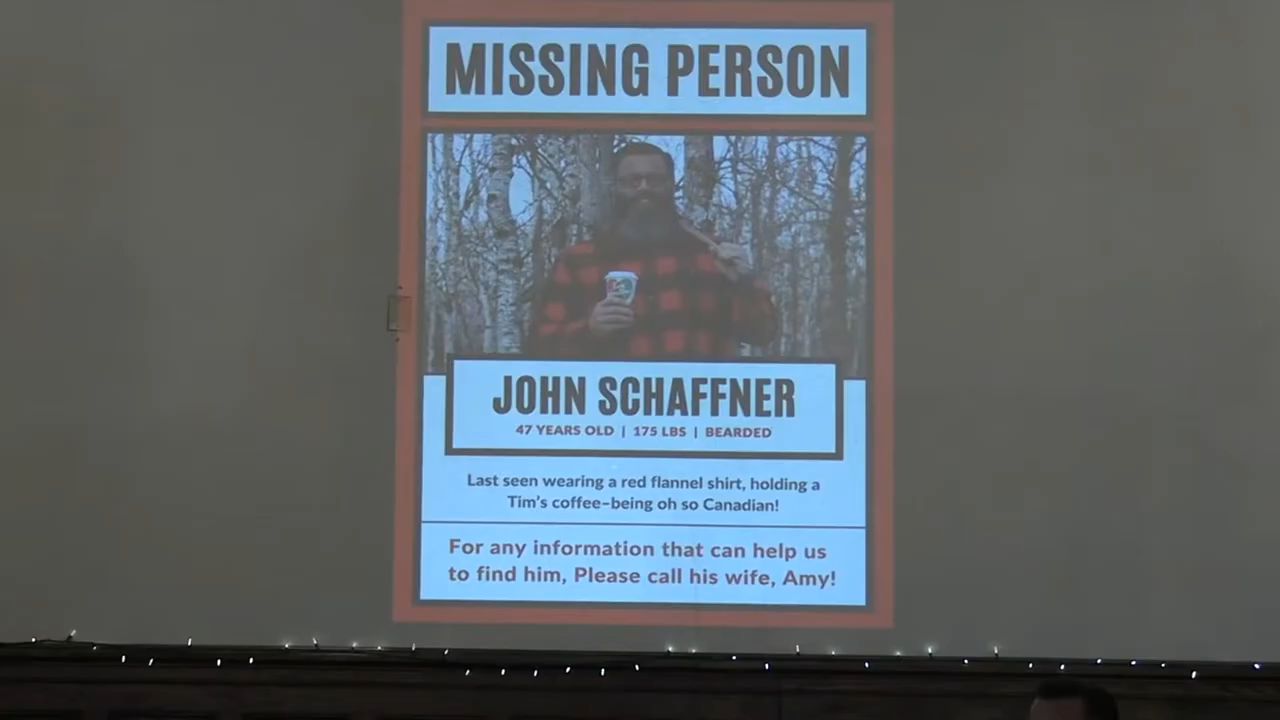 MISSING PERSON
JOHN SCHAFFNER
47 YEARS OLD | 175 LBS | BEARDED
Last seen wearing a red flannel shirt, holding a
Tim's coffee–being oh so Canadian!
For any information that can help us
to find him, Please call his wife, Amy!